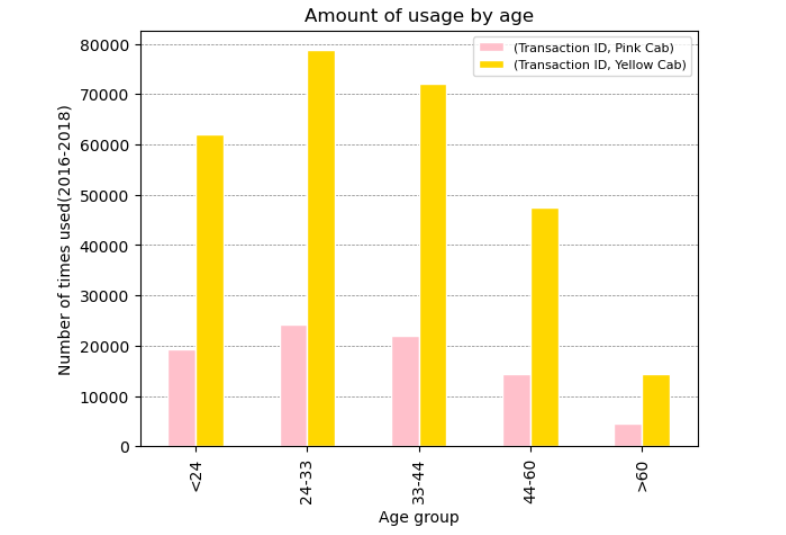 Amount of usage by age
(Transaction ID, Pink Cab)
(Transaction ID, Yellow Cab)
Number of times used(2016-2018)
80000
70000
60000
50000
40000
30000
20000
10000
0
<24
24-33
33-44
44-60
>60
Age group